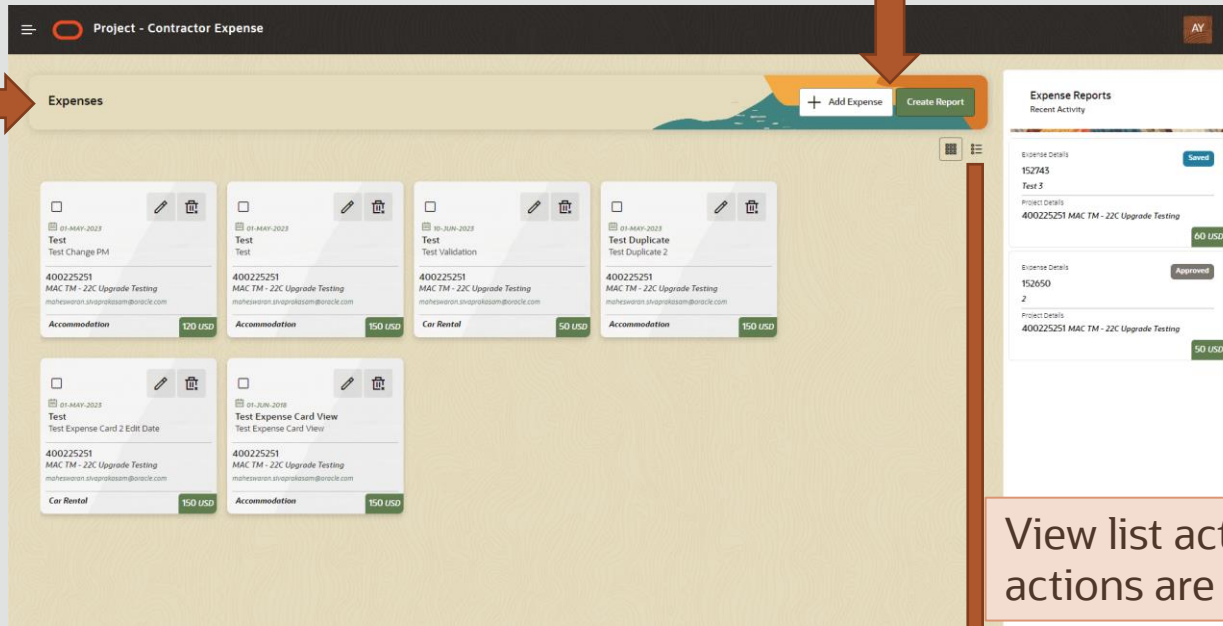 Project - Contractor Expense
AY
Expenses
Add Expense
Create Report
Expense Reports
Recent Activity
01-MAY-2023
Test
Test Change PM
400225251
MAC TM - 22C Upgrade Testing
maheswaran.sivaprakasam@oracle.com
Accommodation
120 USD
01-MAY-2023
Test
Test
400225251
MAC TM - 22C Upgrade Testing
maheswaran.sivaprakasam@oracle.com
Accommodation
150 USD
10-JUN-2023
Test
Test Validation
400225251
MAC TM - 22C Upgrade Testing
maheswaran.sivaprakasam@oracle.com
Car Rental
50 USD
01-MAY-2023
Test Duplicate
Test Duplicate 2
400225251
MAC TM - 22C Upgrade Testing
maheswaran.sivaprakasam@oracle.com
Accommodation
150 USD
01-MAY-2023
Test
Test Expense Card 2 Edit Date
400225251
MAC TM - 22C Upgrade Testing
maheswaran.sivaprakasam@oracle.com
Car Rental
150 USD
01-JUN-2018
Test Expense Card View
Test Expense Card View
400225251
MAC TM - 22C Upgrade Testing
maheswaran.sivaprakasam@oracle.com
Accommodation
150 USD
Expense Details
Saved
152743
Test 3
Project Details
400225251 MAC TM - 22C Upgrade Testing
60 USD
Expense Details
Approved
152650
2
Project Details
400225251 MAC TM - 22C Upgrade Testing
50 USD
View list act
actions are